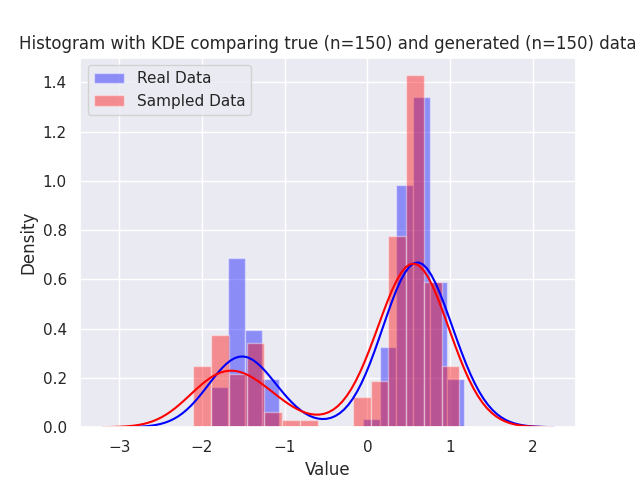 Histogram with KDE comparing true (n=150) and generated (n=150) data
Real Data
Sampled Data
1.4
1.2
1.0
0.8
0.6
0.4
0.2
0.0
Density
−3
−2
−1
0
1
2
Value